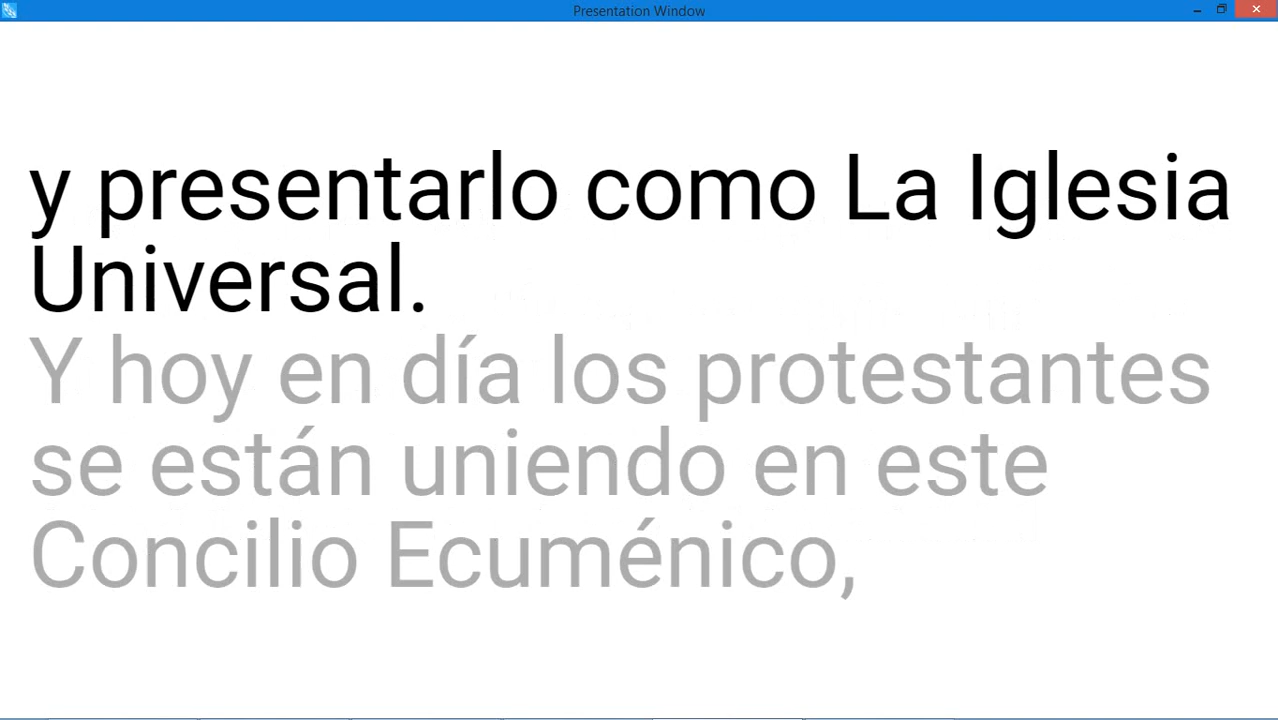 Presentation Window
y presentarlo como La Iglesia
Universal.
Y hoy en día los protestantes
se están uniendo en este
Concilio Ecuménico,